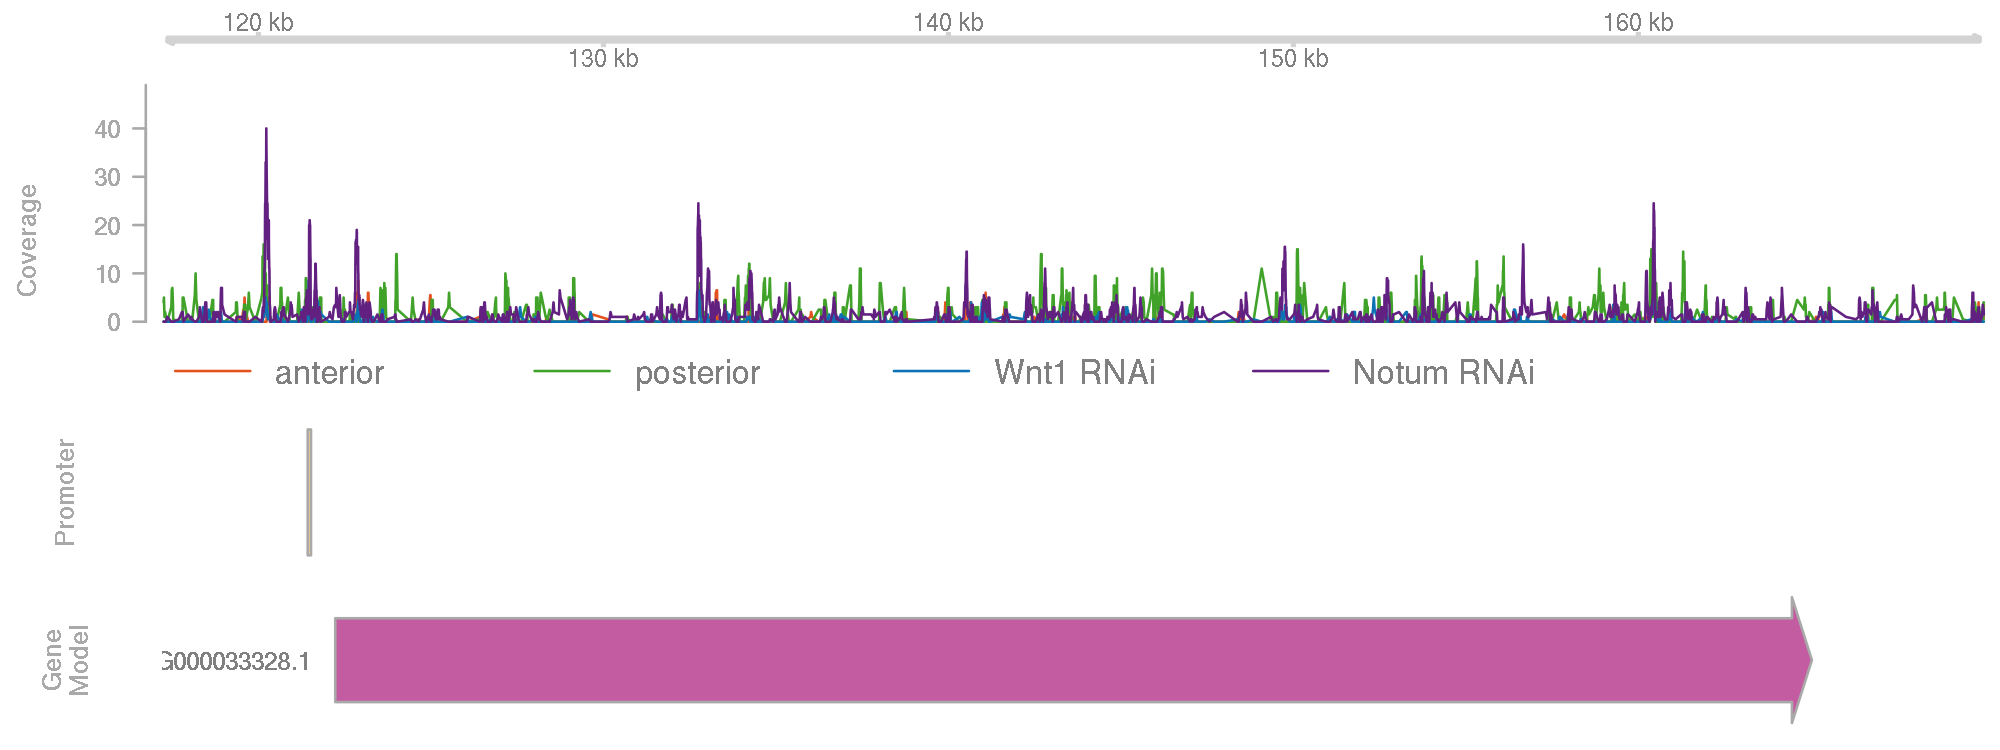 120 kb 140 kb 160 kb
130 kb 150 kb
Coverage
40
30
20
10
0
anterior posterior Wnt1 RNAi Notum RNAi
Promoter
Gene
Model
G000033328.1